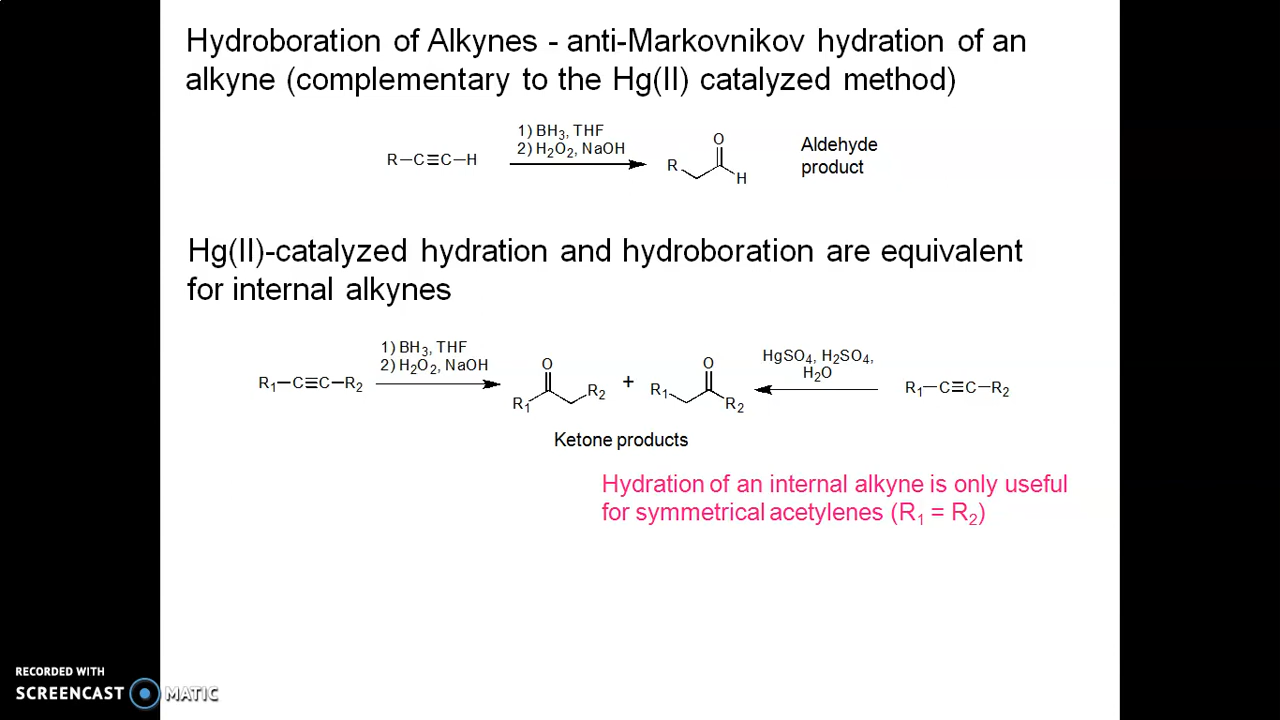 Hydroboration of Alkynes - anti-Markovnikov hydration of an
alkyne (complementary to the Hg(II) catalyzed method)
1) BH3, THF
2) H2O2, NaOH
R−C≡C−H
R
O
H
Aldehyde
product
Hg(II)-catalyzed hydration and hydroboration are equivalent
for internal alkynes
R1−C≡C−R2
1) BH3, THF
2) H2O2, NaOH
O
R1
R2
+
O
R1
R2
HgSO4, H2SO4,
H2O
R1−C≡C−R2
Ketone products
Hydration of an internal alkyne is only useful
for symmetrical acetylenes (R1 = R2)
RECORDED WITH
SCREENCAST MATIC